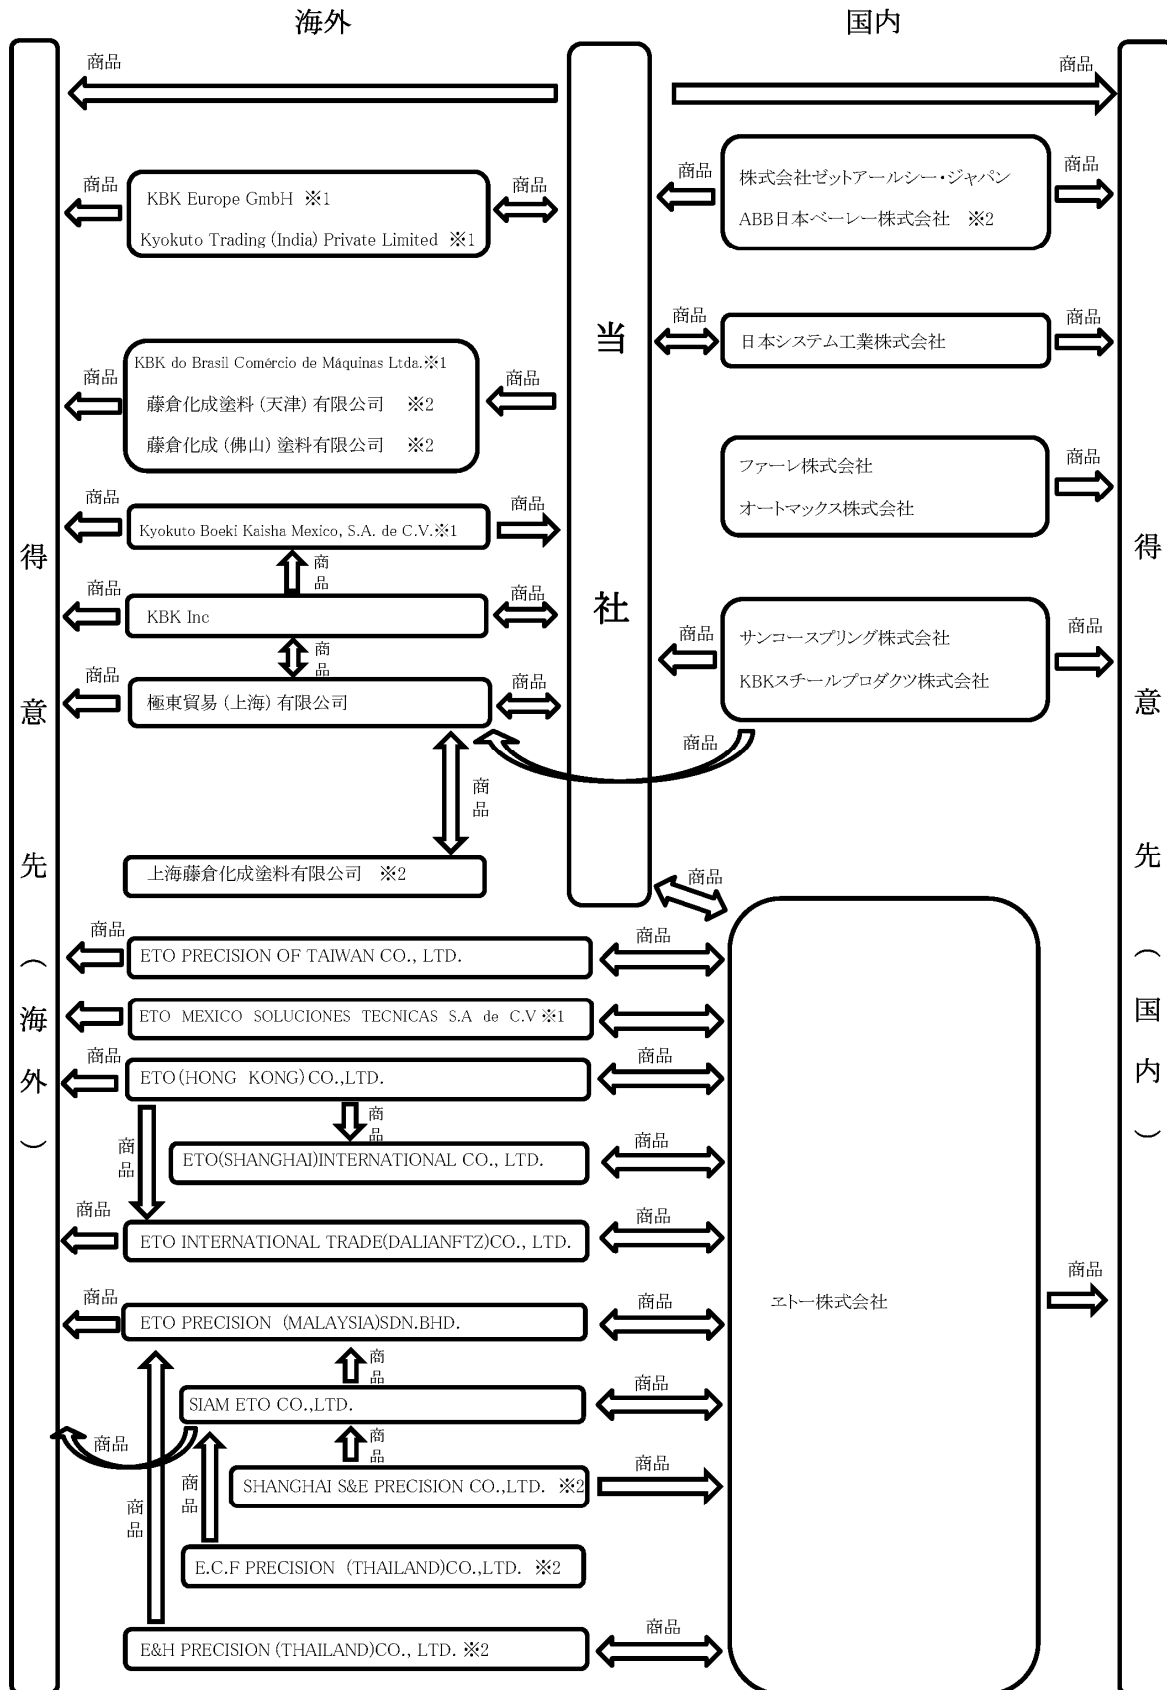 海外
国内
商品
商品
商品
KBK Europe GmbH ※1
Kyokuto Trading (India) Private Limited ※1
商品
商品
株式会社ゼットアールシー・ジャパン
ABB日本ベーレー株式会社 ※2
商品
商品
KBK do Brasil Comércio de Máquinas Ltda.※1
藤倉化成塗料(天津)有限公司 ※2
藤倉化成(佛山)塗料有限公司 ※2
商品
商品
日本システム工業株式会社
商品
当社
ファーレ株式会社
オートマックス株式会社
商品
商品
Kyokuto Boeki Kaisha Mexico, S.A. de C.V.※1
商品
商品
商品
KBK Inc
商品
商品
商品
極東貿易(上海)有限公司
商品
商品
サンコースプリング株式会社
KBKスチールプロダクツ株式会社
商品
商品
商品
上海藤倉化成塗料有限公司 ※2
商品
得意先(海外)
得意先(国内)
商品
ETO PRECISION OF TAIWAN CO., LTD.
商品
ETO MEXICO SOLUCIONES TECNICAS S.A de C.V ※1
商品
商品
ETO(HONG KONG)CO.,LTD.
商品
商品
商品
ETO(SHANGHAI)INTERNATIONAL CO., LTD.
商品
商品
ETO INTERNATIONAL TRADE(DALIANFTZ)CO., LTD.
商品
商品
ETO PRECISION (MALAYSIA)SDN.BHD.
商品
ヱトー株式会社
商品
商品
SIAM ETO CO.,LTD.
商品
商品
商品
SHANGHAI S&E PRECISION CO.,LTD. ※2
商品
商品
商品
E.C.F PRECISION (THAILAND)CO.,LTD. ※2
E&H PRECISION (THAILAND)CO., LTD. ※2
商品